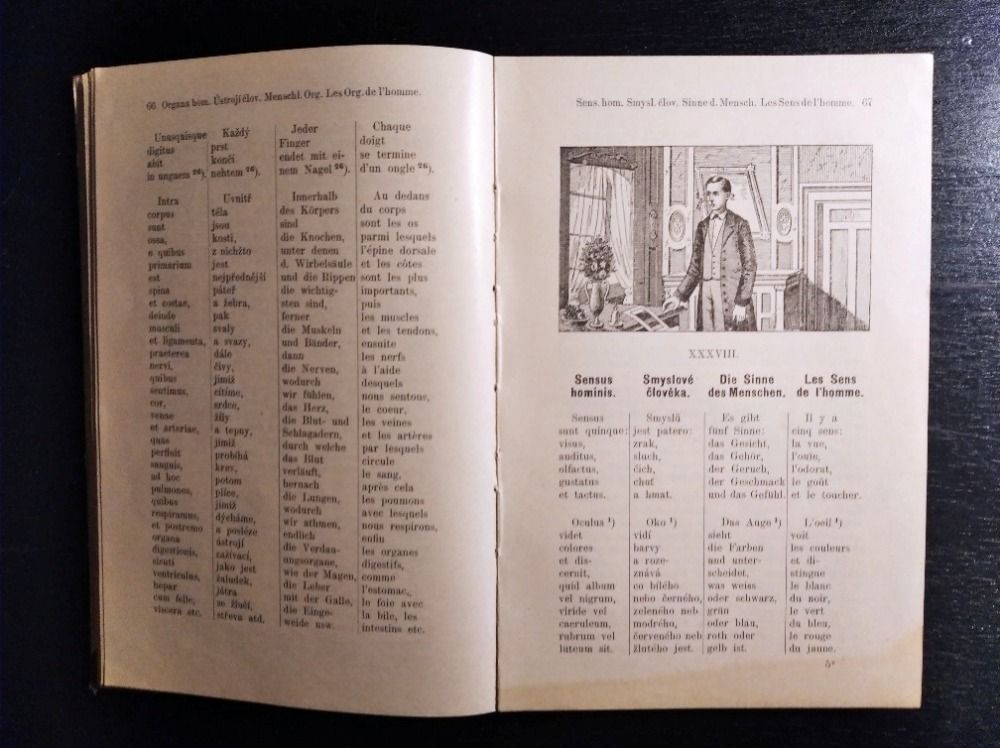 66 Organa hom. Ústrojí člov. Menschl. Org. Les Org. de l'homme.
Unusquisque
digitus
abit
in unguem 26).
Intra
corpus
sunt
ossa,
e quibus
primarium
est
spina
et costae,
deinde
musculi
et ligamenta,
praeterea
nervi,
quibus
sentimus,
cor,
venae
et arteriae,
quas
perfluit
sanguis,
ad hoc
pulmones,
quibus
respiramus,
et postremo
organa
digestionis,
sicuti
ventriculus,
hepar
cum felle,
viscera etc.
Každý
prst
končí
nehtem 26).
Uvnitř
těla
jsou
kosti,
z nichžto
jest
nejpřednější
páteř
a žebra,
pak
svaly
a svazy,
dále
čivy,
jimiž
cítíme,
srdce,
žíly
a tepny,
jimiž
probíhá
krev,
potom
plíce,
jimiž
dýcháme,
a posléze
ústrojí
zažívací,
jako jest
žaludek,
játra
se žlučí,
střeva atd.
Jeder
Finger
endet mit ei-
nem Nagel 26).
Innerhalb
des Körpers
sind
die Knochen,
unter denen
d. Wirbelsäule
und die Rippen
die wichtig-
sten sind,
ferner
die Muskeln
und Bänder,
dann
die Nerven,
wodurch
wir fühlen,
das Herz,
die Blut- und
Schlagadern,
durch welche
das Blut
verläuft,
hernach
die Lungen,
wodurch
wir athmen,
endlich
die Verdau-
ungsorgane,
wie der Magen,
die Leber
mit der Galle,
die Einge-
weide usw.
Chaque
doigt
se termine
d'un ongle 26).
Au dedans
du corps
sont les os
parmi lesquels
l'épine dorsale
et les côtes
sont les plus
importants,
puis
les muscles
et les tendons,
ensuite
les nerfs
à l'aide
desquels
nous sentons,
le coeur,
les veines
et les artères
par lesquels
circule
le sang,
après cela
les poumons
avec lesquels
nous respirons,
enfin
les organes
digestifs,
comme
l'estomac,
le foie avec
la bile, les
intestins etc.
Sens. hom. Smysl. člov. Sinne d. Mensch. Les Sens de l'homme. 67
XXXVIII.
Sensus
hominis.
Sensus
sunt quinque:
visus,
auditus,
olfactus,
gustatus
et tactus.
Oculus 1)
videt
colores
et dis-
cernit,
quid album
vel nigrum,
viride vel
caeruleum,
rubrum vel
luteum sit.
Smyslové
člověka.
Smyslů
jest patero:
zrak,
sluch,
čich,
chuť
a hmat.
Oko 1)
vidí
barvy
a roze-
znává
co bílého
nebo černého,
zeleného neb
modrého,
červeného neb
žlutého jest.
Die Sinne
des Menschen.
Es gibt
fünf Sinne:
das Gesicht,
das Gehör,
der Geruch,
der Geschmack
und das Gefühl.
Das Auge 1)
sieht
die Farben
und unter-
scheidet,
was weiss
oder schwarz,
grün
oder blau,
roth oder
gelb ist.
Les Sens
de l'homme.
Il y a
cinq sens:
la vue,
l'ouïe,
l'odorat,
le goût
et le toucher.
L'oeil 1)
voit
les couleurs
et di-
stingue
le blanc
du noir,
le vert
du bleu,
le rouge
du jaune.
5*